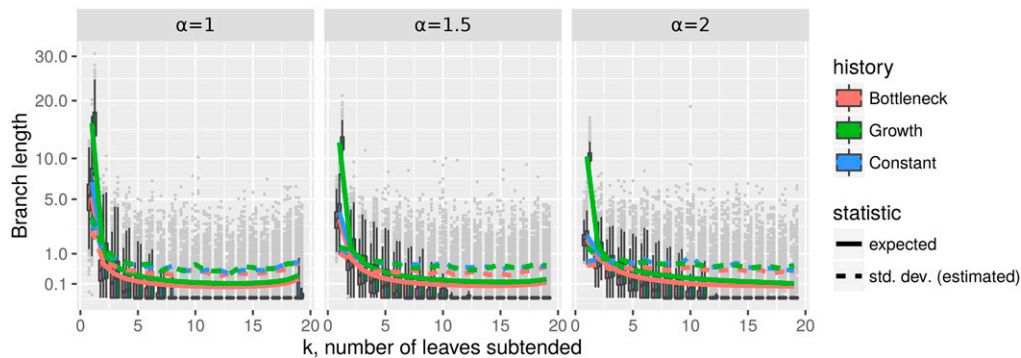 α=1 α=1.5 α=2
30.0
20.0
10.0
5.0
1.0
0.1
Branch length
0 5 10 15 20 0 5 10 15 20 0 5 10 15 20
k, number of leaves subtended
history
Bottleneck
Growth
Constant
statistic
expected
std. dev. (estimated)